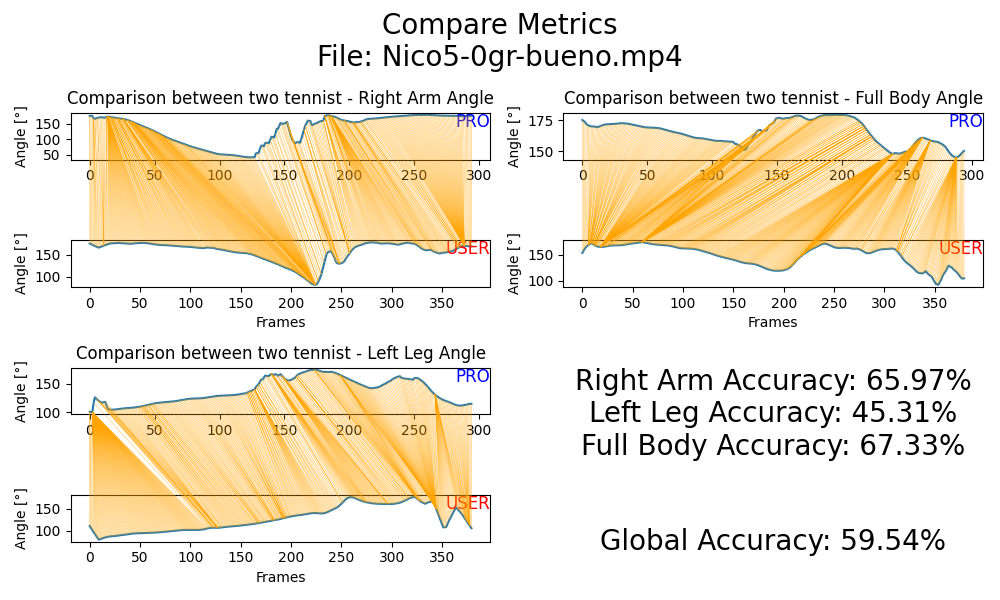 Compare Metrics
File: Nico5-0gr-bueno.mp4
Comparison between two tennist - Right Arm Angle
Angle [°]
150
100
50
PRO
0 50 100 150 200 250 300
Angle [°]
150
100
USER
0 50 100 150 200 250 300 350
Frames
Comparison between two tennist - Full Body Angle
Angle [°]
175
150
PRO
0 50 100 150 200 250 300
Angle [°]
150
100
USER
0 50 100 150 200 250 300 350
Frames
Comparison between two tennist - Left Leg Angle
Angle [°]
150
100
PRO
0 50 100 150 200 250 300
Angle [°]
150
100
USER
0 50 100 150 200 250 300 350
Frames
Right Arm Accuracy: 65.97%
Left Leg Accuracy: 45.31%
Full Body Accuracy: 67.33%
Global Accuracy: 59.54%